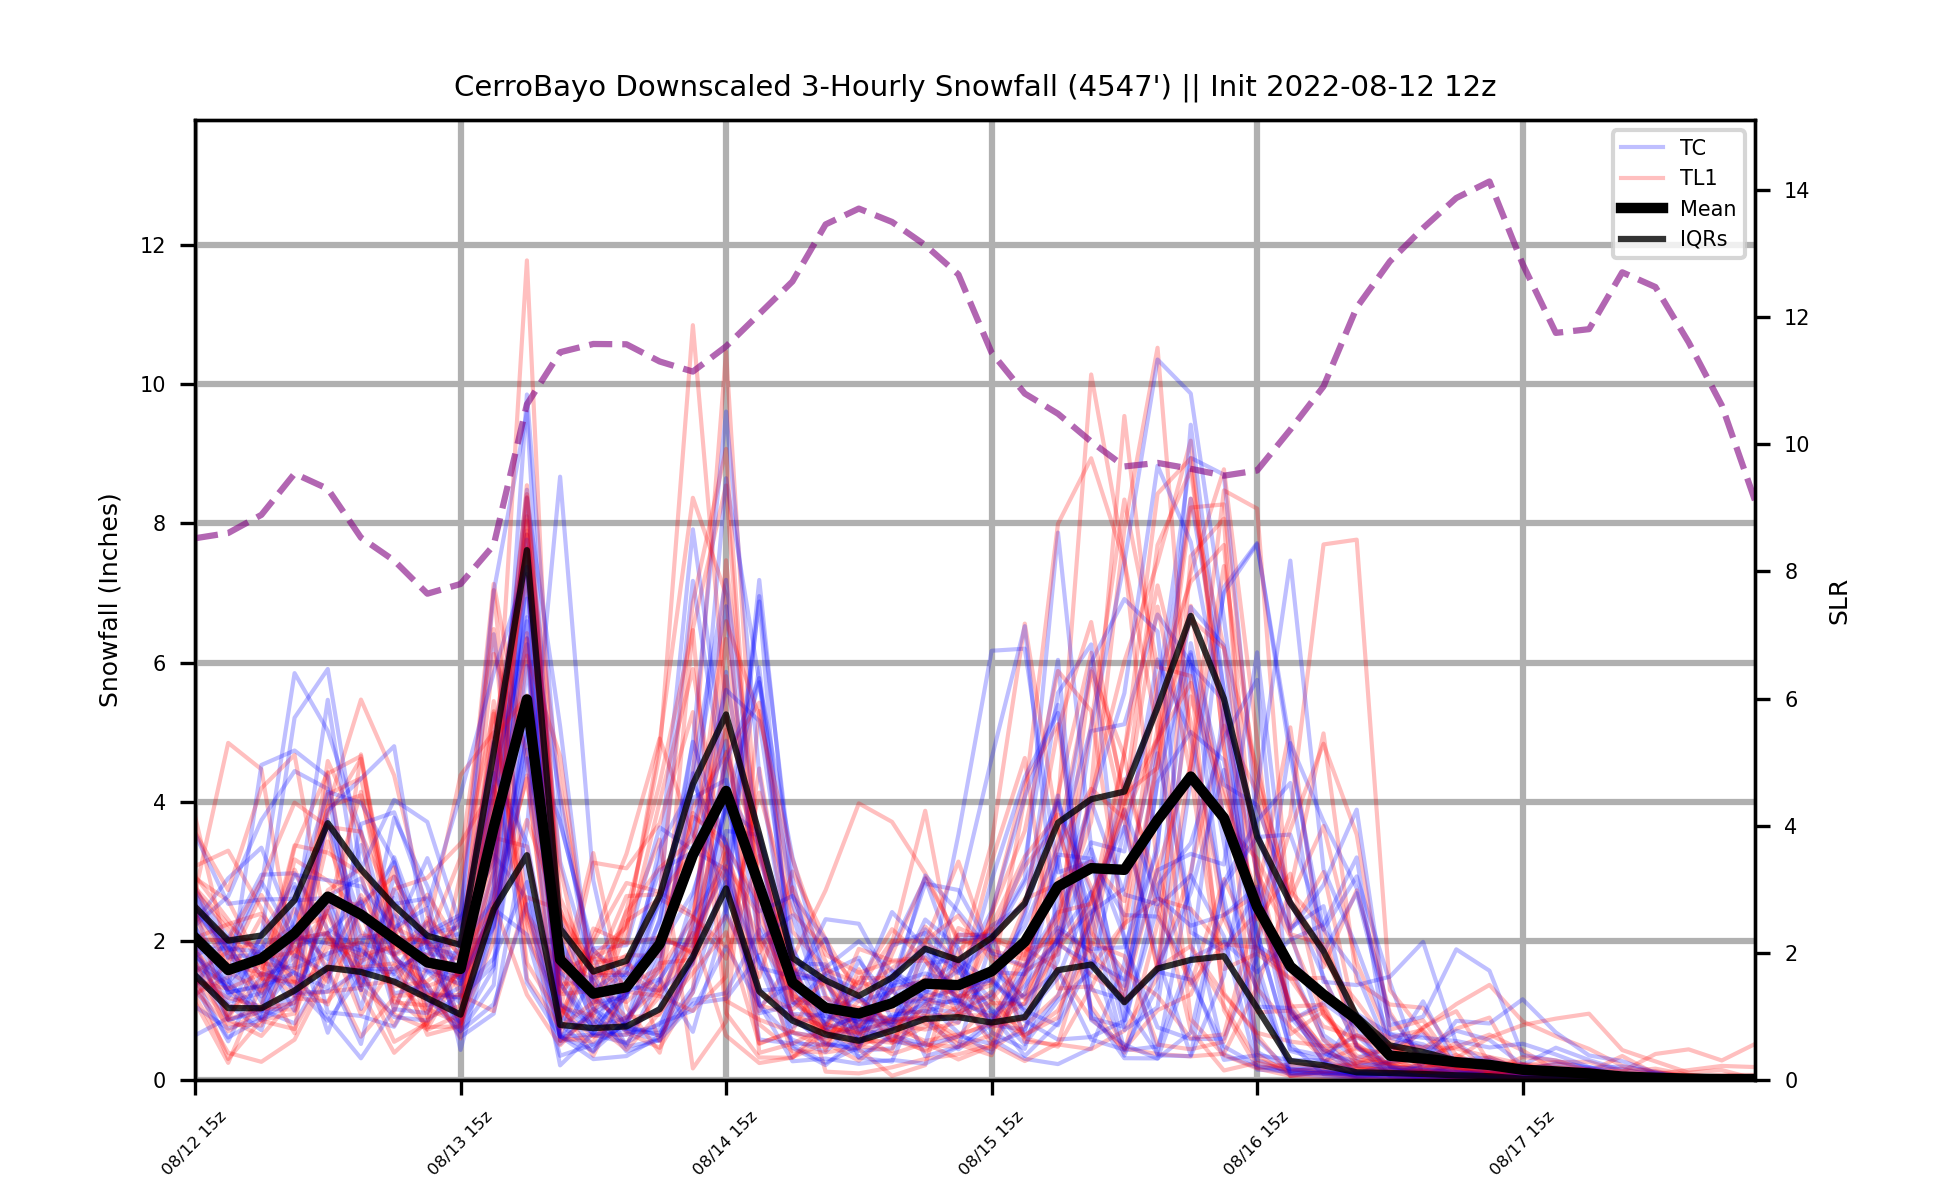 CerroBayo Downscaled 3-Hourly Snowfall (4547') || Init 2022-08-12 12z
TC
TL1
Mean
IQRs
Snowfall (Inches)
12
10
8
6
4
2
0
14
12
10
8
6
4
2
0
SLR
08/12 15z
08/13 15z
08/14 15z
08/15 15z
08/16 15z
08/17 15z